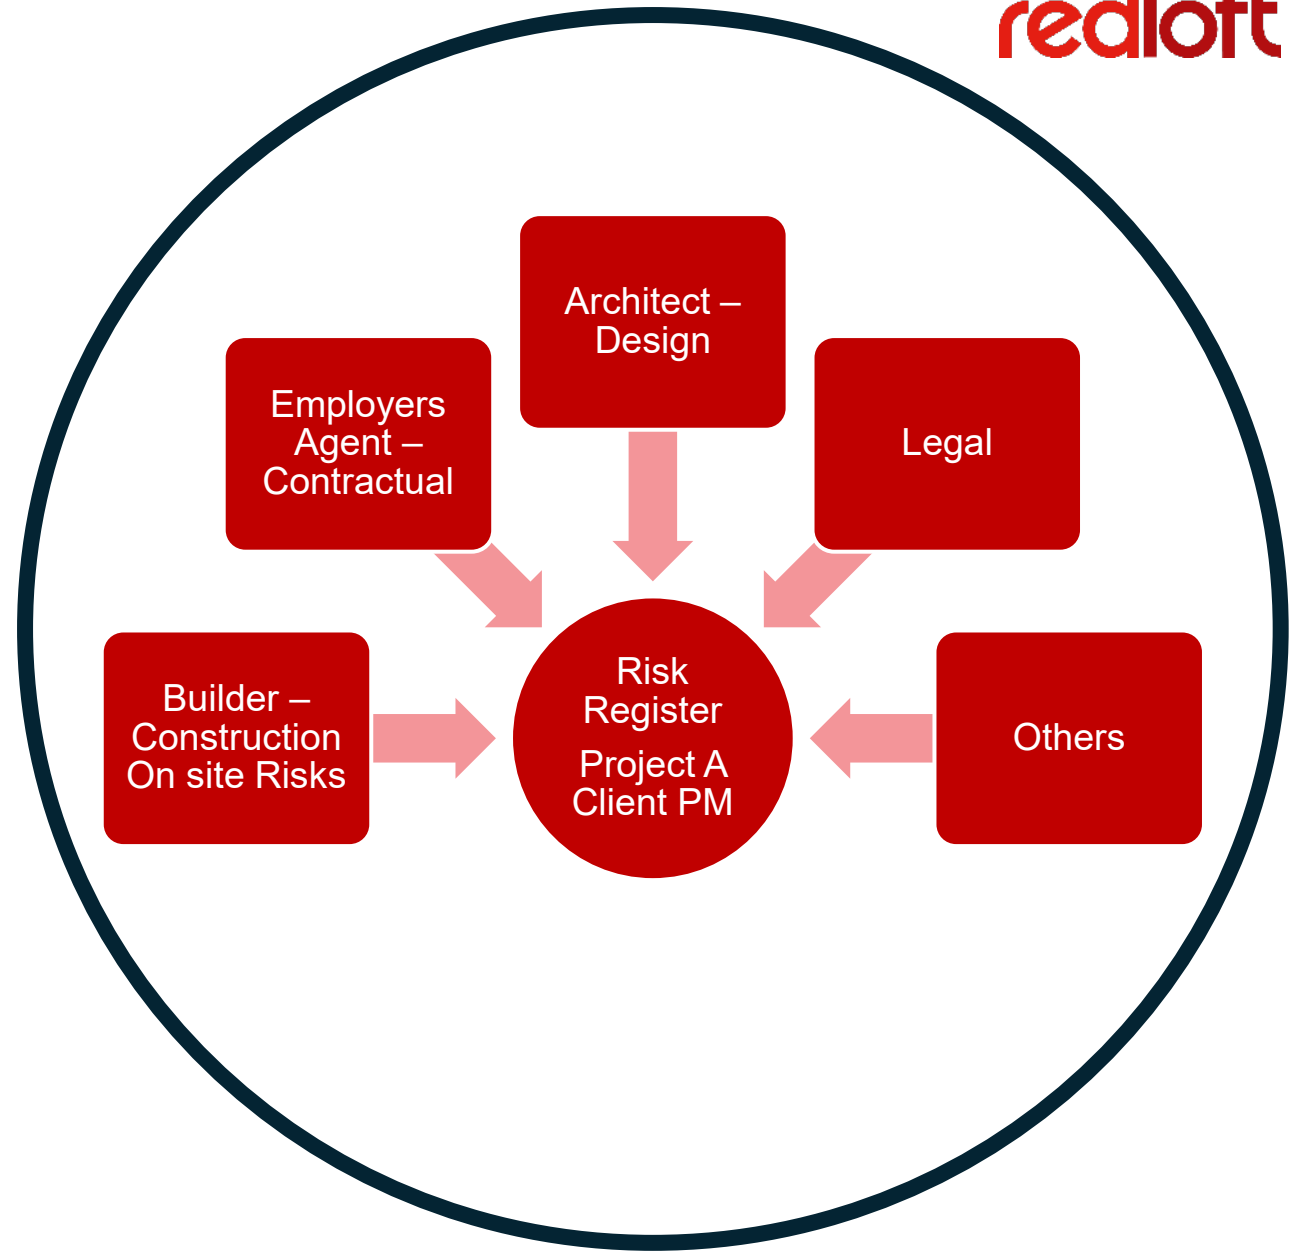 redloft
Architect –
Design
Employers
Agent –
Contractual
Legal
Builder –
Construction
On site Risks
Risk
Register
Project A
Client PM
Others